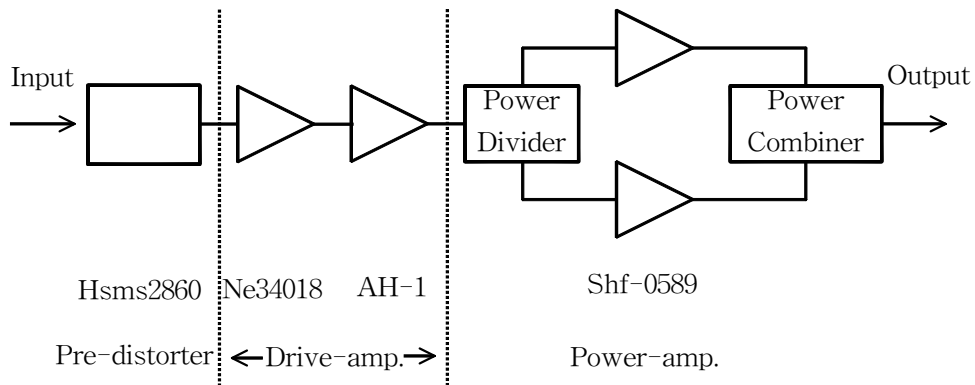 Input
Power
Divider
Power
Combiner
Output
Hsms2860
Ne34018
AH-1
Shf-0589
Pre-distorter
Drive-amp.
Power-amp.